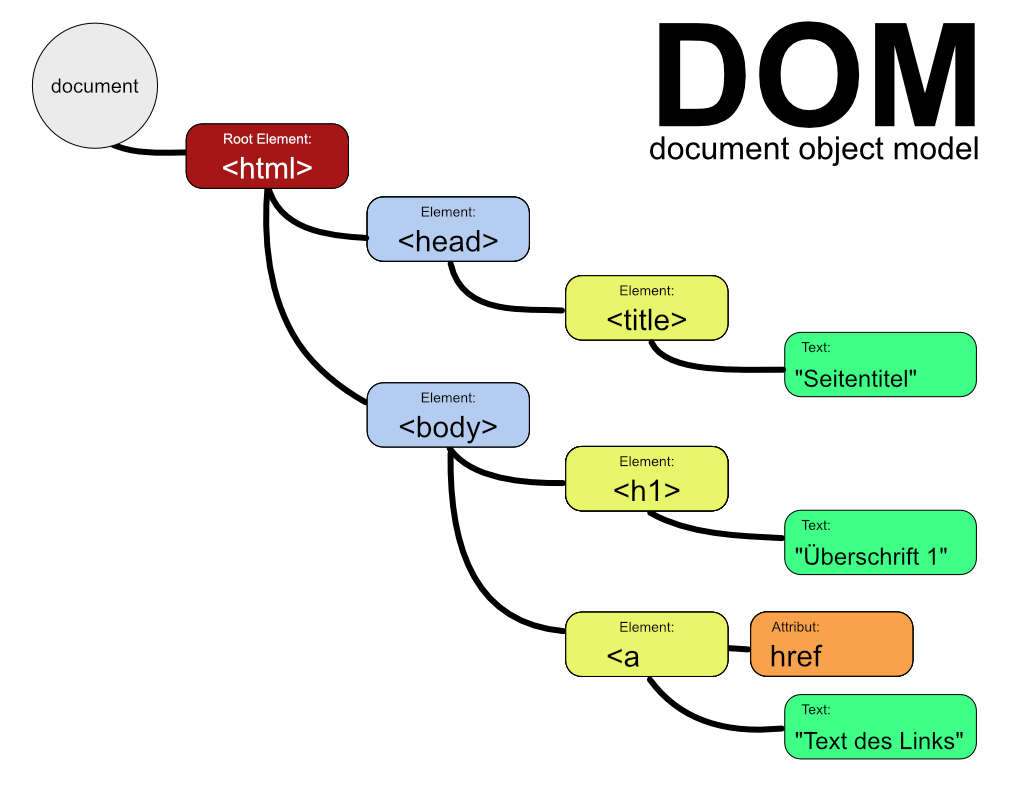 document
DOM
document object model
Root Element:
<html>
Element:
<head>
Element:
<title>
Text:
"Seitentitel"
Element:
<body>
Element:
<h1>
Text:
"Überschrift 1"
Element:
<a
Attribut:
href
Text:
"Text des Links"